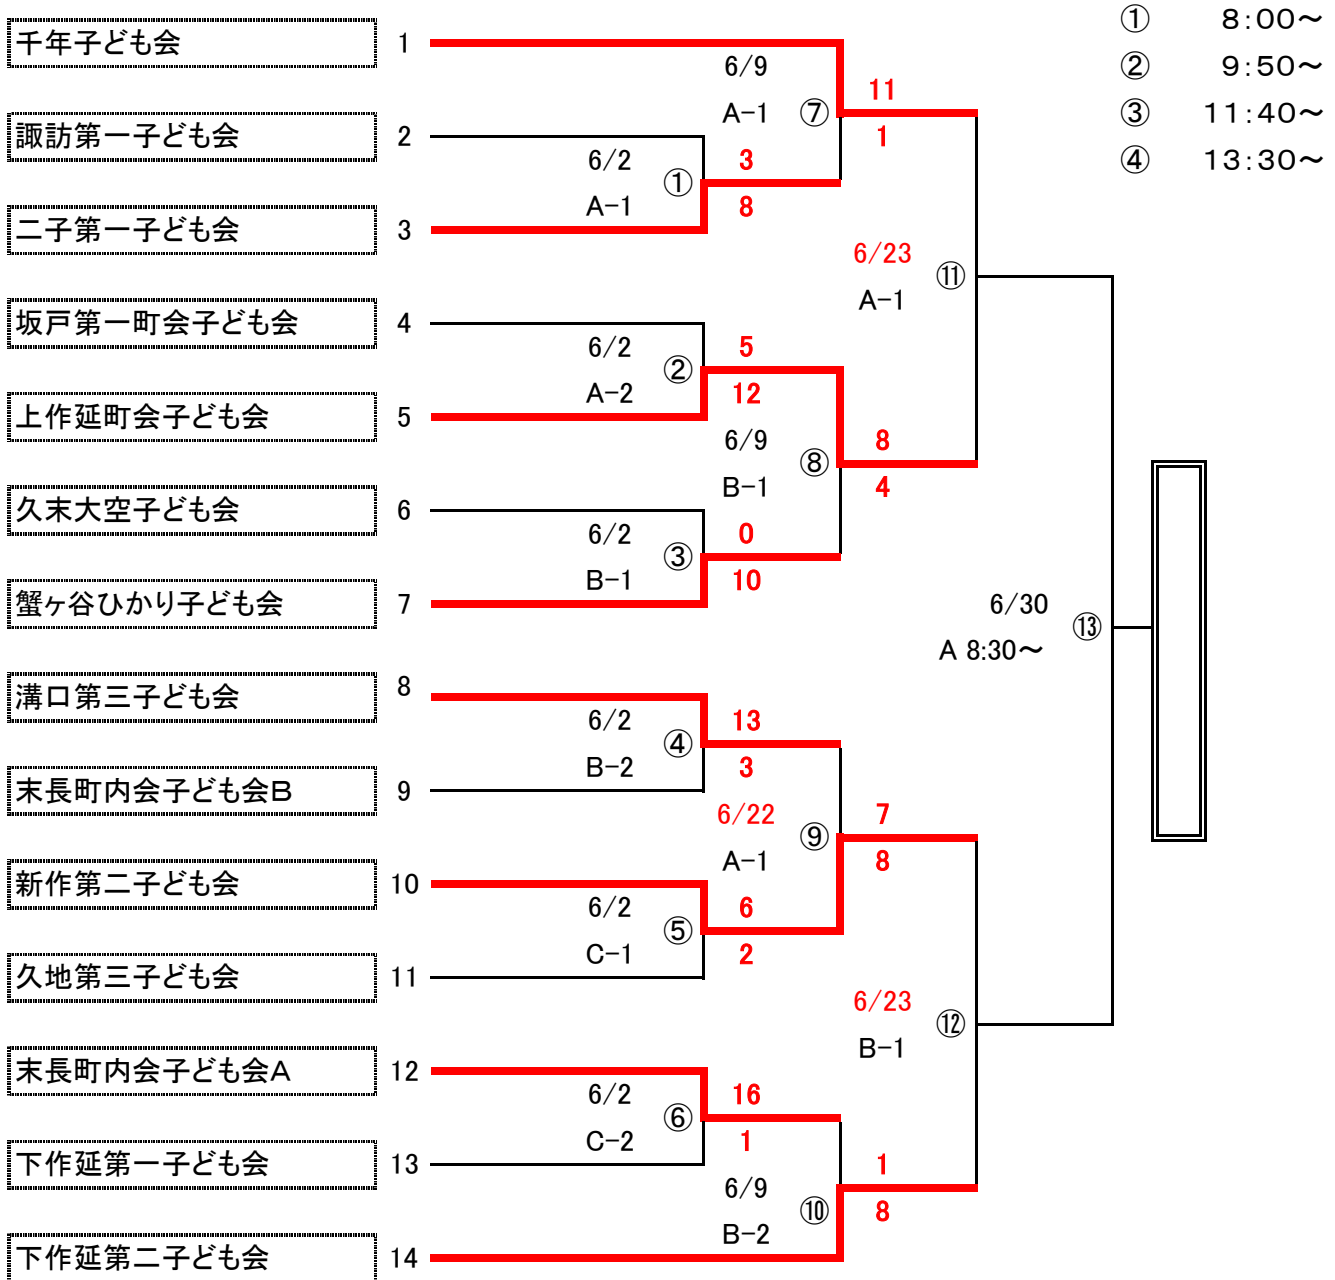 ① 8:00～
千年子ども会 1
6/9
② 9:50～
11
A-1 ⑦
③ 11:40～
諏訪第一子ども会 2
1
6/2
3
④ 13:30～
①
A-1
8
二子第一子ども会 3
6/23
⑪
A-1
坂戸第一町会子ども会 4
6/2
5
②
A-2
12
上作延町会子ども会 5
6/9
8
⑧
B-1
4
久末大空子ども会 6
6/2
0
③
B-1
10
蟹ヶ谷ひかり子ども会 7
6/30
⑬
A 8:30～
溝口第三子ども会 8
6/2
13
④
B-2
3
末長町内会子ども会B 9
6/22
7
⑨
A-1
8
新作第二子ども会 10
6/2
6
⑤
C-1
2
久地第三子ども会 11
6/23
⑫
B-1
末長町内会子ども会A 12
6/2
16
⑥
C-2
1
下作延第一子ども会 13
1
6/9
⑩
8
B-2
下作延第二子ども会 14